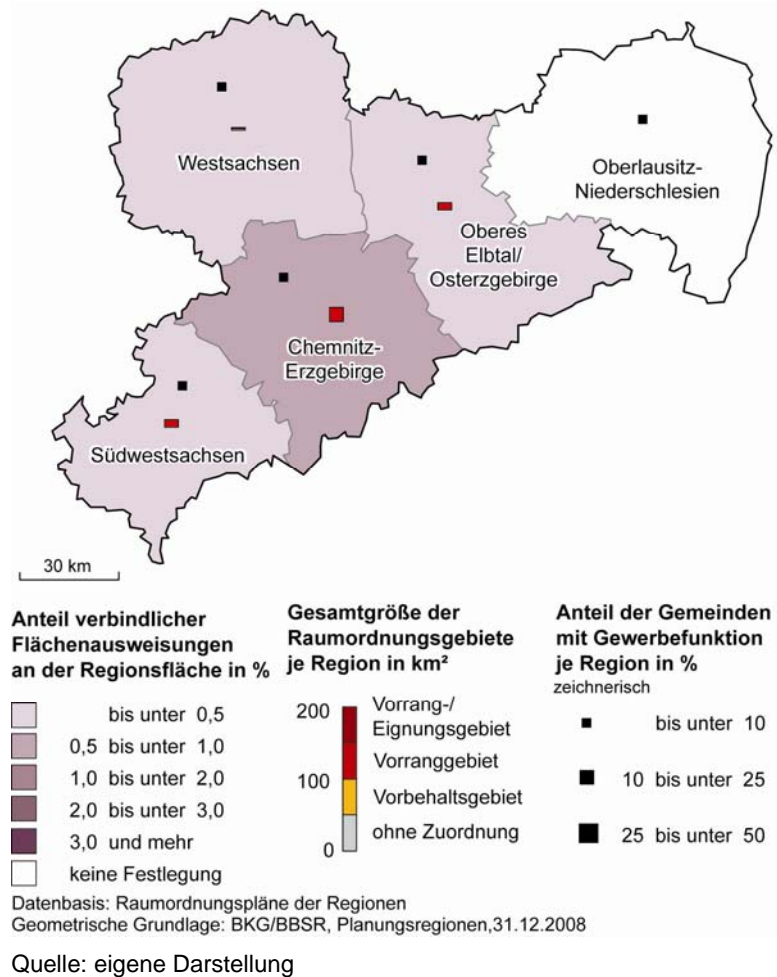 Westsachsen
Oberlausitz-
Niederschlesien
Oberes
Elbtal/
Osterzgebirge
Chemnitz-
Erzgebirge
Südwestsachsen
30 km
Anteil verbindlicher
Flächenausweisungen
an der Regionsfläche in %
bis unter 0,5
0,5 bis unter 1,0
1,0 bis unter 2,0
2,0 bis unter 3,0
3,0 und mehr
keine Festlegung
Gesamtgröße der
Raumordnungsgebiete
je Region in km²
200
100
0
Vorrang-/
Eignungsgebiet
Vorranggebiet
Vorbehaltsgebiet
ohne Zuordnung
Anteil der Gemeinden
mit Gewerbefunktion
je Region in %
zeichnerisch
bis unter 10
10 bis unter 25
25 bis unter 50
Datenbasis: Raumordnungspläne der Regionen
Geometrische Grundlage: BKG/BBSR, Planungsregionen,31.12.2008
Quelle: eigene Darstellung